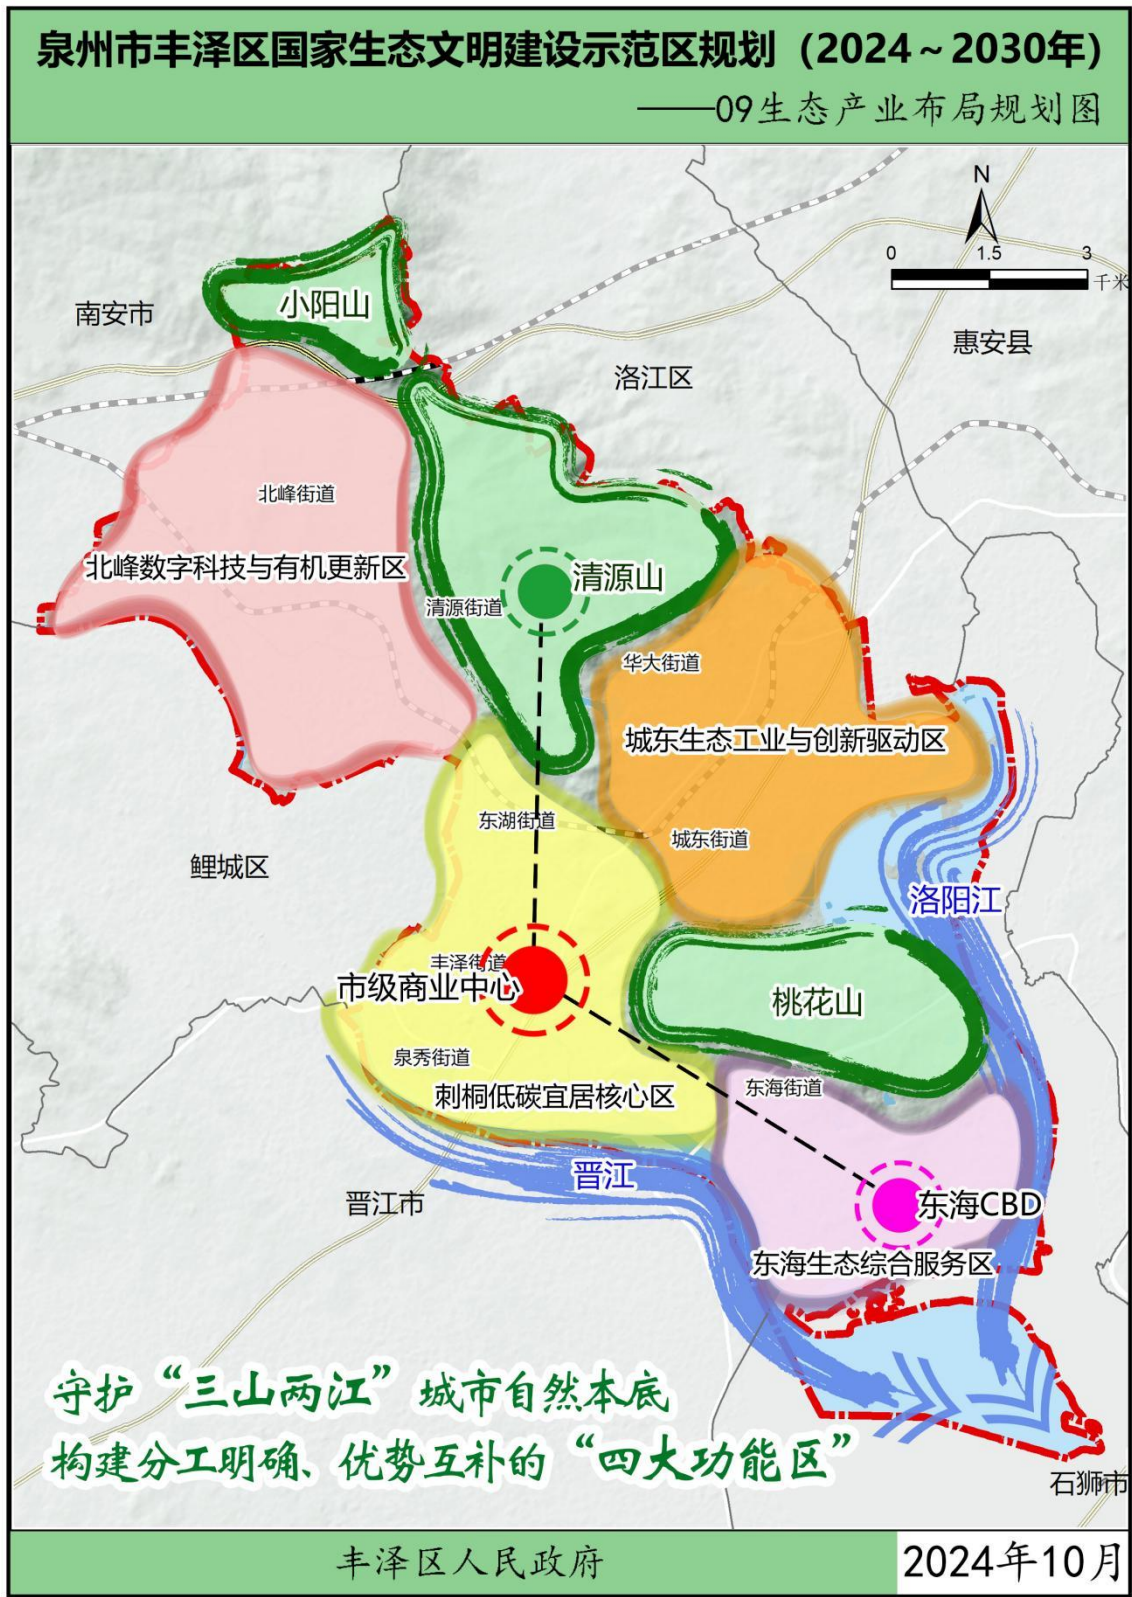 泉州市丰泽区国家生态文明建设示范区规划（2024～2030年）
——09生态产业布局规划图
N
0 1.5 3
千米
小阳山
南安市
惠安县
洛江区
北峰街道
北峰数字科技与有机更新区
清源山
清源街道
华大街道
城东生态工业与创新驱动区
东湖街道
城东街道
鲤城区
洛阳江
丰泽街道
市级商业中心
桃花山
泉秀街道
东海街道
刺桐低碳宜居核心区
晋江
晋江市
东海CBD
东海生态综合服务区
守护“三山两江”城市自然本底
构建分工明确、优势互补的“四大功能区”
石狮市
丰泽区人民政府
2024年10月